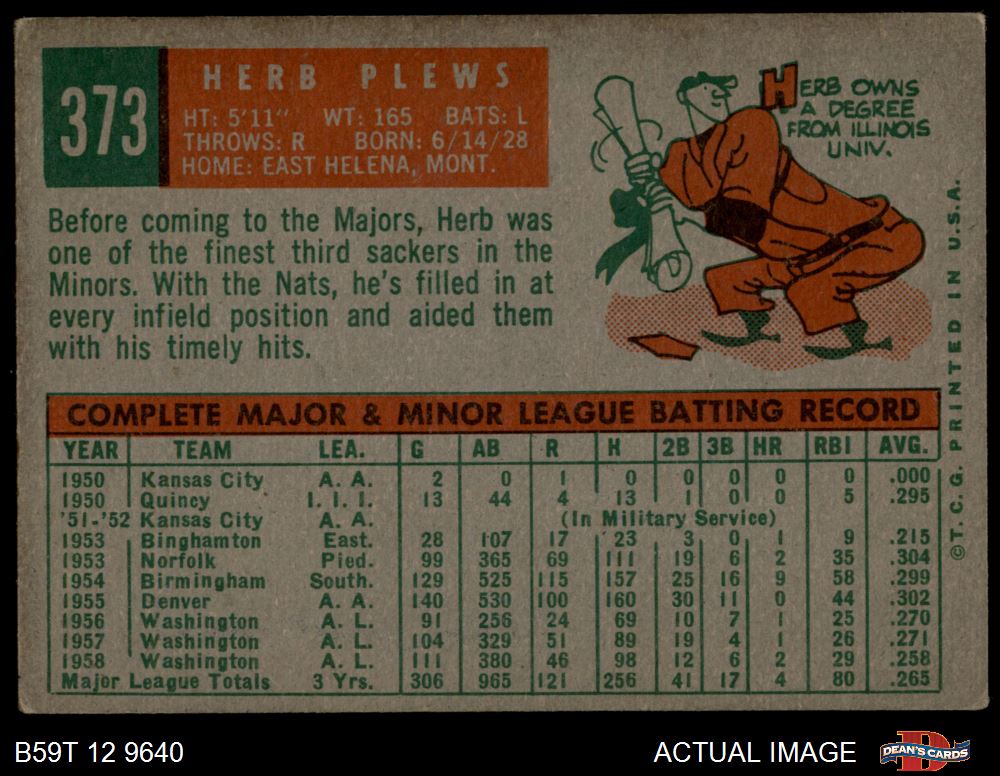 373
HERB PLEWS
HT: 5'11" WT: 165 BATS: L
THROWS: R BORN: 6/14/28
HOME: EAST HELENA, MONT.
HERB OWNS
A DEGREE
FROM ILLINOIS
UNIV.
Before coming to the Majors, Herb was
one of the finest third sackers in the
Minors. With the Nats, he's filled in at
every infield position and aided them
with his timely hits.
COMPLETE MAJOR & MINOR LEAGUE BATTING RECORD
YEAR TEAM LEA. G AB R H 2B 3B HR RBI AVG.
1950 Kansas City A. A. 2 0 1 0 0 0 0 0 .000
1950 Quincy I. I. I. 13 44 4 13 1 0 0 5 .295
'51-'52 Kansas City A. A. (In Military Service)
1953 Binghamton East. 28 107 17 23 3 0 1 9 .215
1953 Norfolk Pied. 99 365 69 111 19 6 2 35 .304
1954 Birmingham South. 129 525 115 157 25 16 9 58 .299
1955 Denver A. A. 140 530 100 160 30 11 0 44 .302
1956 Washington A. L. 91 256 24 69 10 7 1 25 .270
1957 Washington A. L. 104 329 51 89 19 4 1 26 .271
1958 Washington A. L. 111 380 46 98 12 6 2 29 .258
Major League Totals 3 Yrs. 306 965 121 256 41 17 4 80 .265
©T. C. G. PRINTED IN U.S.A.
B59T 12 9640
ACTUAL IMAGE
D
DEAN'S CARDS